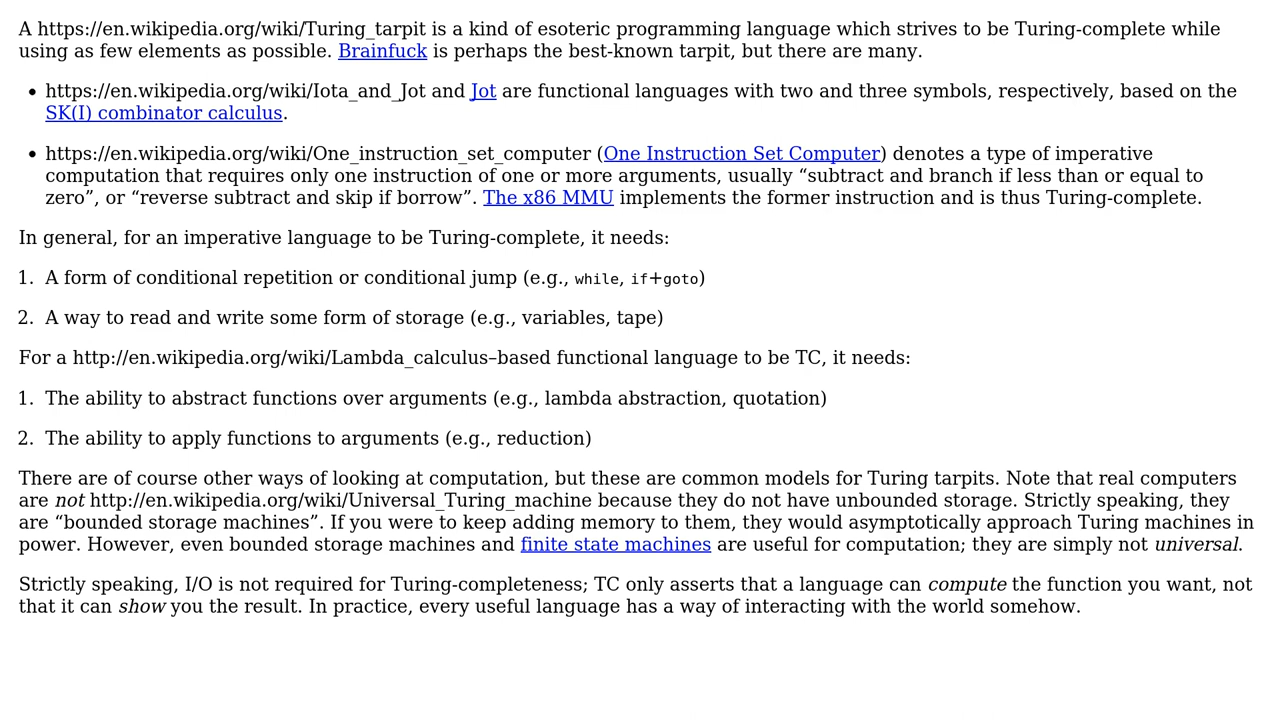 A https://en.wikipedia.org/wiki/Turing_tarpit is a kind of esoteric programming language which strives to be Turing-complete while
using as few elements as possible. Brainfuck is perhaps the best-known tarpit, but there are many.
• https://en.wikipedia.org/wiki/Iota_and_Jot and Jot are functional languages with two and three symbols, respectively, based on the
SK(I) combinator calculus.
• https://en.wikipedia.org/wiki/One_instruction_set_computer (One Instruction Set Computer) denotes a type of imperative
computation that requires only one instruction of one or more arguments, usually “subtract and branch if less than or equal to
zero”, or “reverse subtract and skip if borrow”. The x86 MMU implements the former instruction and is thus Turing-complete.
In general, for an imperative language to be Turing-complete, it needs:
1. A form of conditional repetition or conditional jump (e.g., while, if+goto)
2. A way to read and write some form of storage (e.g., variables, tape)
For a http://en.wikipedia.org/wiki/Lambda_calculus–based functional language to be TC, it needs:
1. The ability to abstract functions over arguments (e.g., lambda abstraction, quotation)
2. The ability to apply functions to arguments (e.g., reduction)
There are of course other ways of looking at computation, but these are common models for Turing tarpits. Note that real computers
are not http://en.wikipedia.org/wiki/Universal_Turing_machine because they do not have unbounded storage. Strictly speaking, they
are “bounded storage machines”. If you were to keep adding memory to them, they would asymptotically approach Turing machines in
power. However, even bounded storage machines and finite state machines are useful for computation; they are simply not universal.
Strictly speaking, I/O is not required for Turing-completeness; TC only asserts that a language can compute the function you want, not
that it can show you the result. In practice, every useful language has a way of interacting with the world somehow.